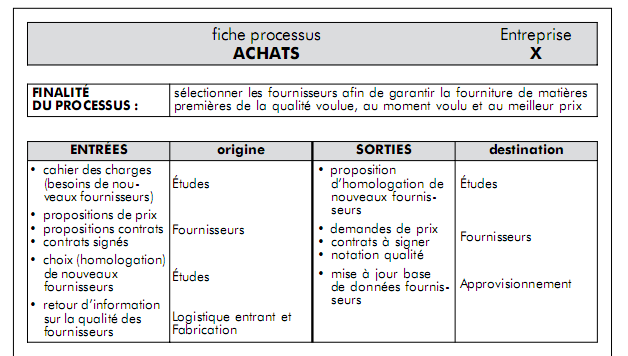 fiche processus
ACHATS
Entreprise
X
FINALITÉ
DU PROCESSUS :
sélectionner les fournisseurs afin de garantir la fourniture de matières
premières de la qualité voulue, au moment voulu et au meilleur prix
ENTRÉES
origine
SORTIES
destination
• cahier des charges
(besoins de nou-
veaux fournisseurs)
Études
• propositions de prix
• propositions contrats
• contrats signés
Fournisseurs
• choix (homologation)
de nouveaux
fournisseurs
Études
• retour d'information
sur la qualité des
fournisseurs
Logistique entrant et
Fabrication
• proposition
d'homologation de
nouveaux fournis-
seurs
Études
• demandes de prix
• contrats à signer
• notation qualité
Fournisseurs
• mise à jour base
de données fournis-
seurs
Approvisionnement